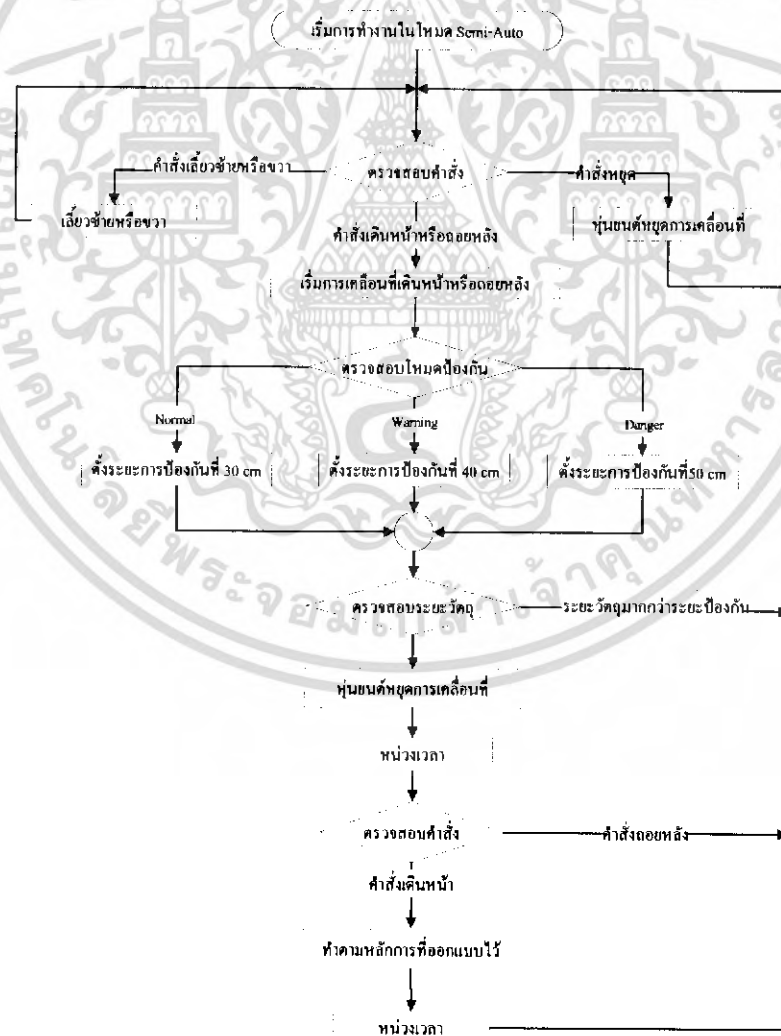 เริ่มการทำงานในโหมด Semi-Auto
คำสั่งเลี้ยวซ้ายหรือขวา
ตรวจสอบคำสั่ง
คำสั่งหยุด
เลี้ยวซ้ายหรือขวา
คำสั่งเดินหน้าหรือถอยหลัง
หุ่นยนต์หยุดการเคลื่อนที่
เริ่มการเคลื่อนที่เดินหน้าหรือถอยหลัง
ตรวจสอบโหมดป้องกัน
Normal
Warning
Danger
ตั้งระยะการป้องกันที่ 30 cm
ตั้งระยะการป้องกันที่ 40 cm
ตั้งระยะการป้องกันที่50 cm
ตรวจสอบระยะวัตถุ
ระยะวัตถุมากกว่าระยะป้องกัน
หุ่นยนต์หยุดการเคลื่อนที่
หน่วงเวลา
ตรวจสอบคำสั่ง
คำสั่งถอยหลัง
คำสั่งเดินหน้า
ทำตามหลักการที่ออกแบบไว้
หน่วงเวลา